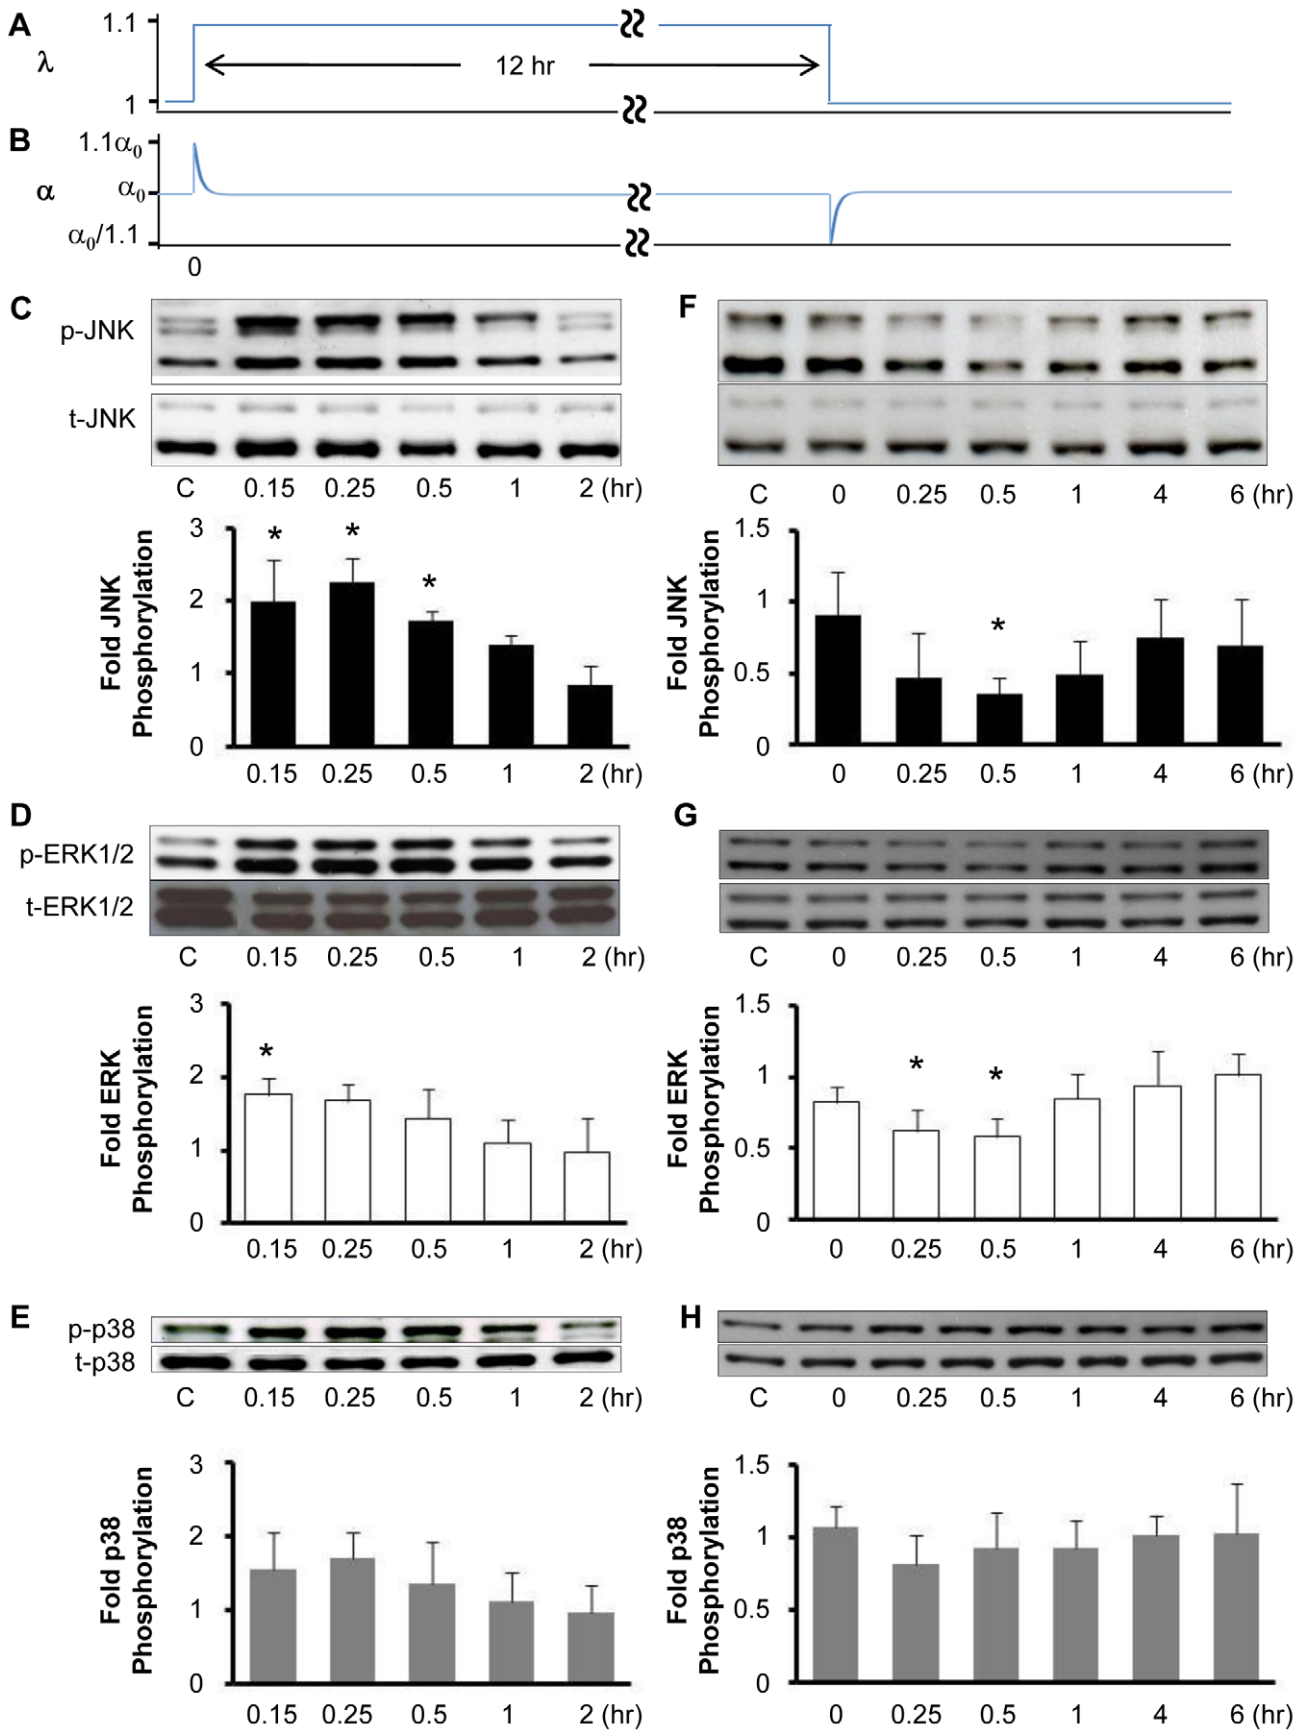 A
λ
1.1
1
12 hr
B
α
1.1α0
α0
α0/1.1
0
C
p-JNK
t-JNK
C 0.15 0.25 0.5 1 2 (hr)
Fold JNK
Phosphorylation
3
2
1
0
* * *
0.15 0.25 0.5 1 2 (hr)
F
C 0 0.25 0.5 1 4 6 (hr)
Fold JNK
Phosphorylation
1.5
1
0.5
0
*
0 0.25 0.5 1 4 6 (hr)
D
p-ERK1/2
t-ERK1/2
C 0.15 0.25 0.5 1 2 (hr)
Fold ERK
Phosphorylation
3
2
1
0
*
0.15 0.25 0.5 1 2 (hr)
G
C 0 0.25 0.5 1 4 6 (hr)
Fold ERK
Phosphorylation
1.5
1
0.5
0
* *
0 0.25 0.5 1 4 6 (hr)
E
p-p38
t-p38
C 0.15 0.25 0.5 1 2 (hr)
Fold p38
Phosphorylation
3
2
1
0
0.15 0.25 0.5 1 2 (hr)
H
C 0 0.25 0.5 1 4 6 (hr)
Fold p38
Phosphorylation
1.5
1
0.5
0
0 0.25 0.5 1 4 6 (hr)